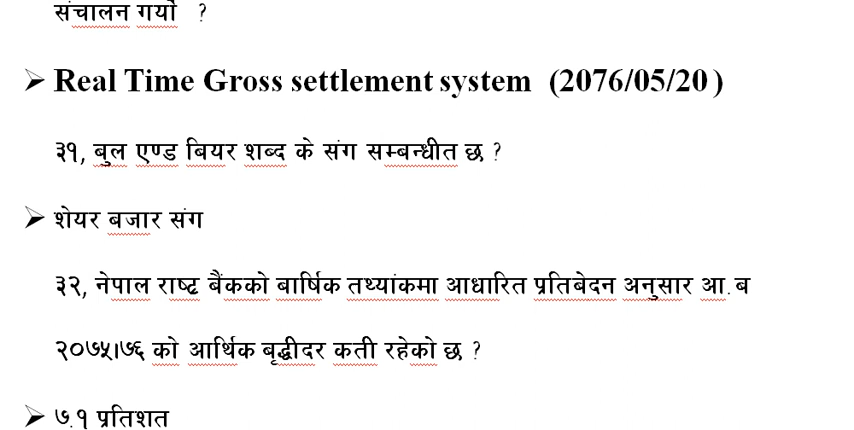 संचालन गर्यो ?
➢ Real Time Gross settlement system (2076/05/20)
३१, बुल एण्ड बियर शब्द के संग सम्बन्धीत छ ?
➢ शेयर बजार संग
३२, नेपाल राष्ट बैंकको बार्षिक तथ्यांकमा आधारित प्रतिबेदन अनुसार आ.ब
२०७५।७६ को आर्थिक बृद्धीदर कती रहेको छ ?
➢ ७.१ प्रतिशत